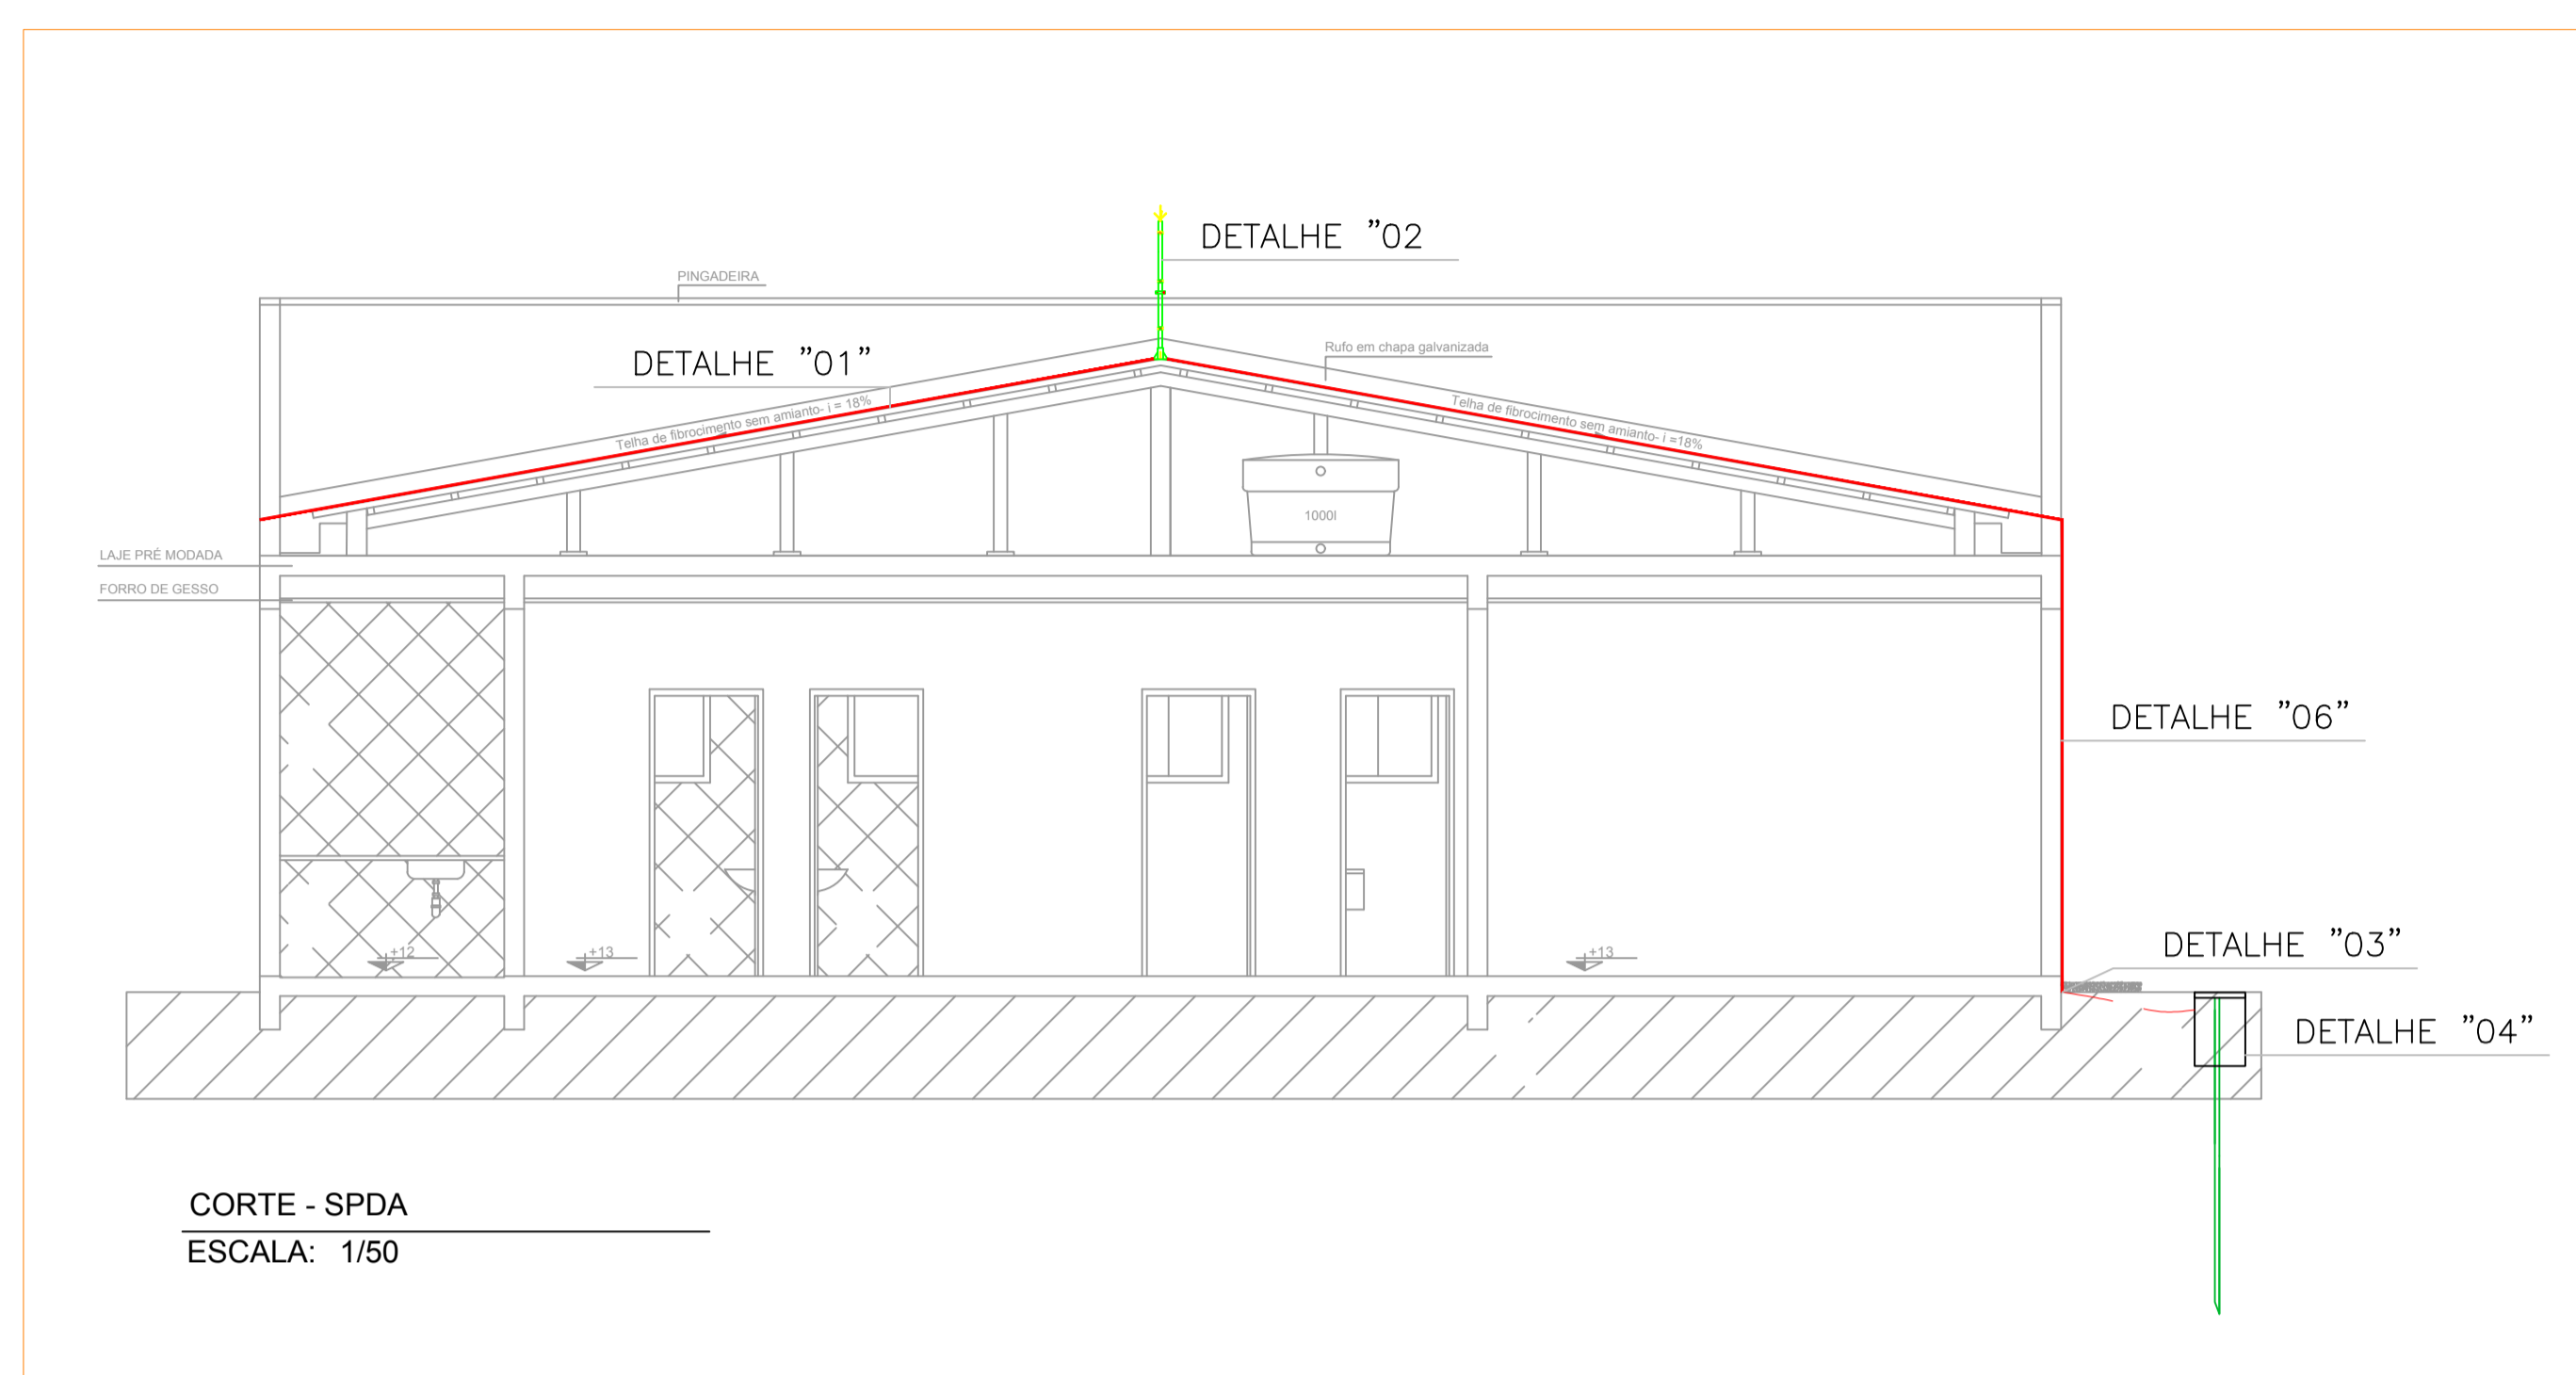 DETALHE ”02
PINGADEIRA
DETALHE ”01”
Rufo em chapa galvanizada
Telha de fibrocimento sem amianto- i = 18%
Telha de fibrocimento sem amianto- i =18%
1000l
LAJE PRÉ MODADA
FORRO DE GESSO
DETALHE ”06”
+12
+13
+13
DETALHE ”03”
DETALHE ”04”
CORTE - SPDA
ESCALA: 1/50